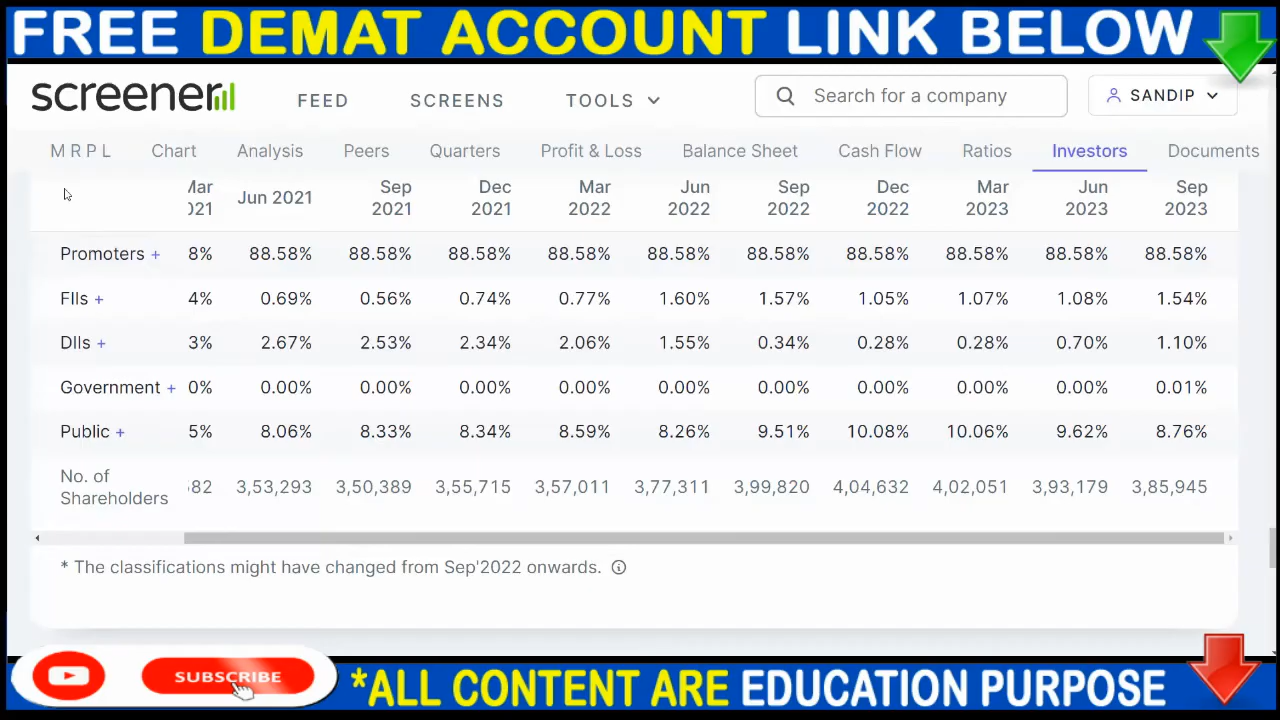 FREE DEMAT ACCOUNT LINK BELOW
screener FEED SCREENS TOOLS Search for a company SANDIP
M R P L Chart Analysis Peers Quarters Profit & Loss Balance Sheet Cash Flow Ratios Investors Documents
Mar Sep Dec Mar Jun Sep Dec Mar Jun Sep
2021 Jun 2021 2021 2021 2022 2022 2022 2022 2023 2023 2023
Promoters + 8% 88.58% 88.58% 88.58% 88.58% 88.58% 88.58% 88.58% 88.58% 88.58% 88.58%
FIIs + 4% 0.69% 0.56% 0.74% 0.77% 1.60% 1.57% 1.05% 1.07% 1.08% 1.54%
DIIs + 3% 2.67% 2.53% 2.34% 2.06% 1.55% 0.34% 0.28% 0.28% 0.70% 1.10%
Government + 0% 0.00% 0.00% 0.00% 0.00% 0.00% 0.00% 0.00% 0.00% 0.00% 0.01%
Public + 5% 8.06% 8.33% 8.34% 8.59% 8.26% 9.51% 10.08% 10.06% 9.62% 8.76%
No. of
Shareholders 82 3,53,293 3,50,389 3,55,715 3,57,011 3,77,311 3,99,820 4,04,632 4,02,051 3,93,179 3,85,945
* The classifications might have changed from Sep'2022 onwards.
SUBSCRIBE
*ALL CONTENT ARE EDUCATION PURPOSE